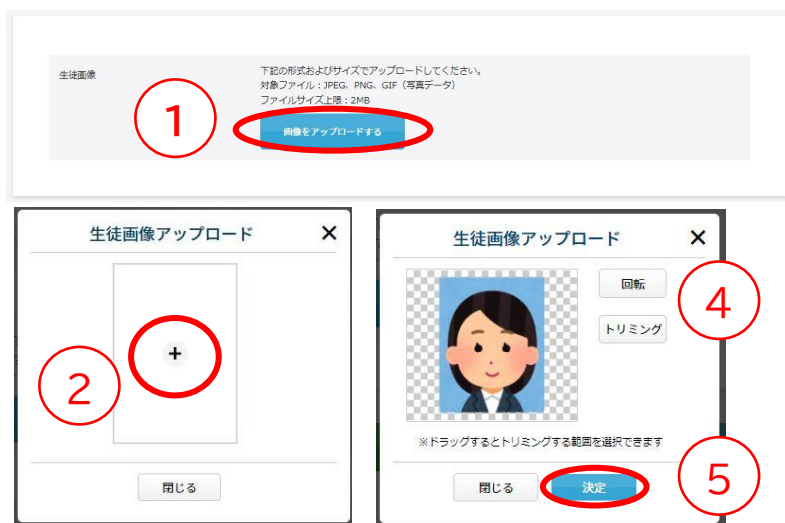 生徒画像
下記の形式およびサイズでアップロードしてください。
対象ファイル：JPEG、PNG、GIF（写真データ）
ファイルサイズ上限：2MB
画像をアップロードする
1
生徒画像アップロード ×
+
2
閉じる
生徒画像アップロード ×
回転
トリミング
4
※ドラッグするとトリミングする範囲を選択できます
閉じる 決定
5